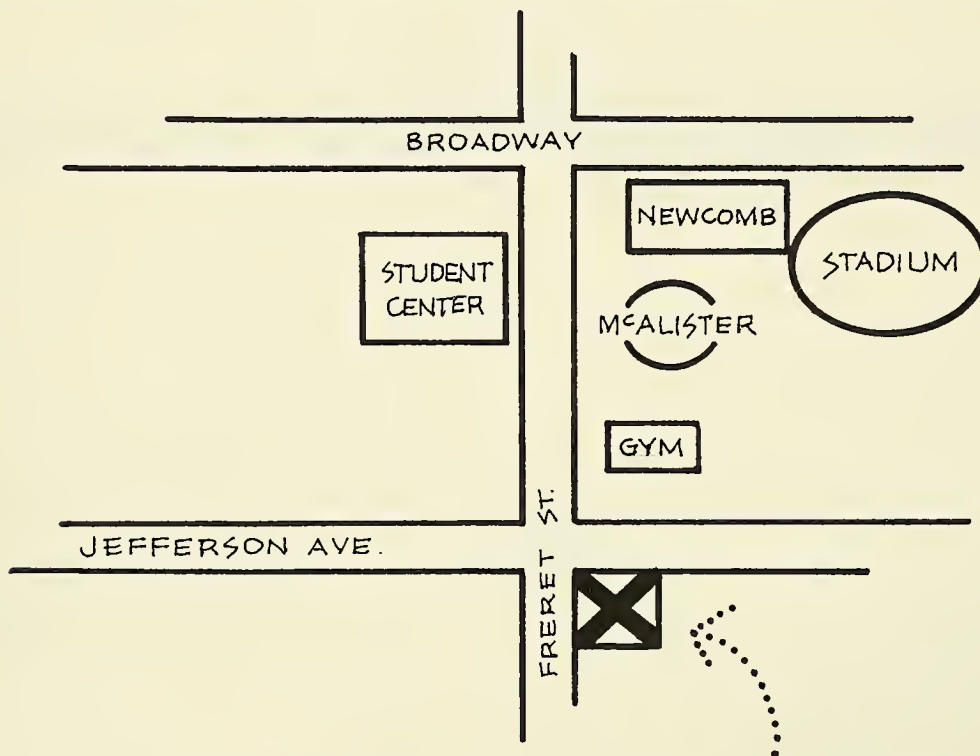 BROADWAY
NEWCOMB
STADIUM
STUDENT
CENTER
McALISTER
GYM
JEFFERSON AVE.
FRERET ST.